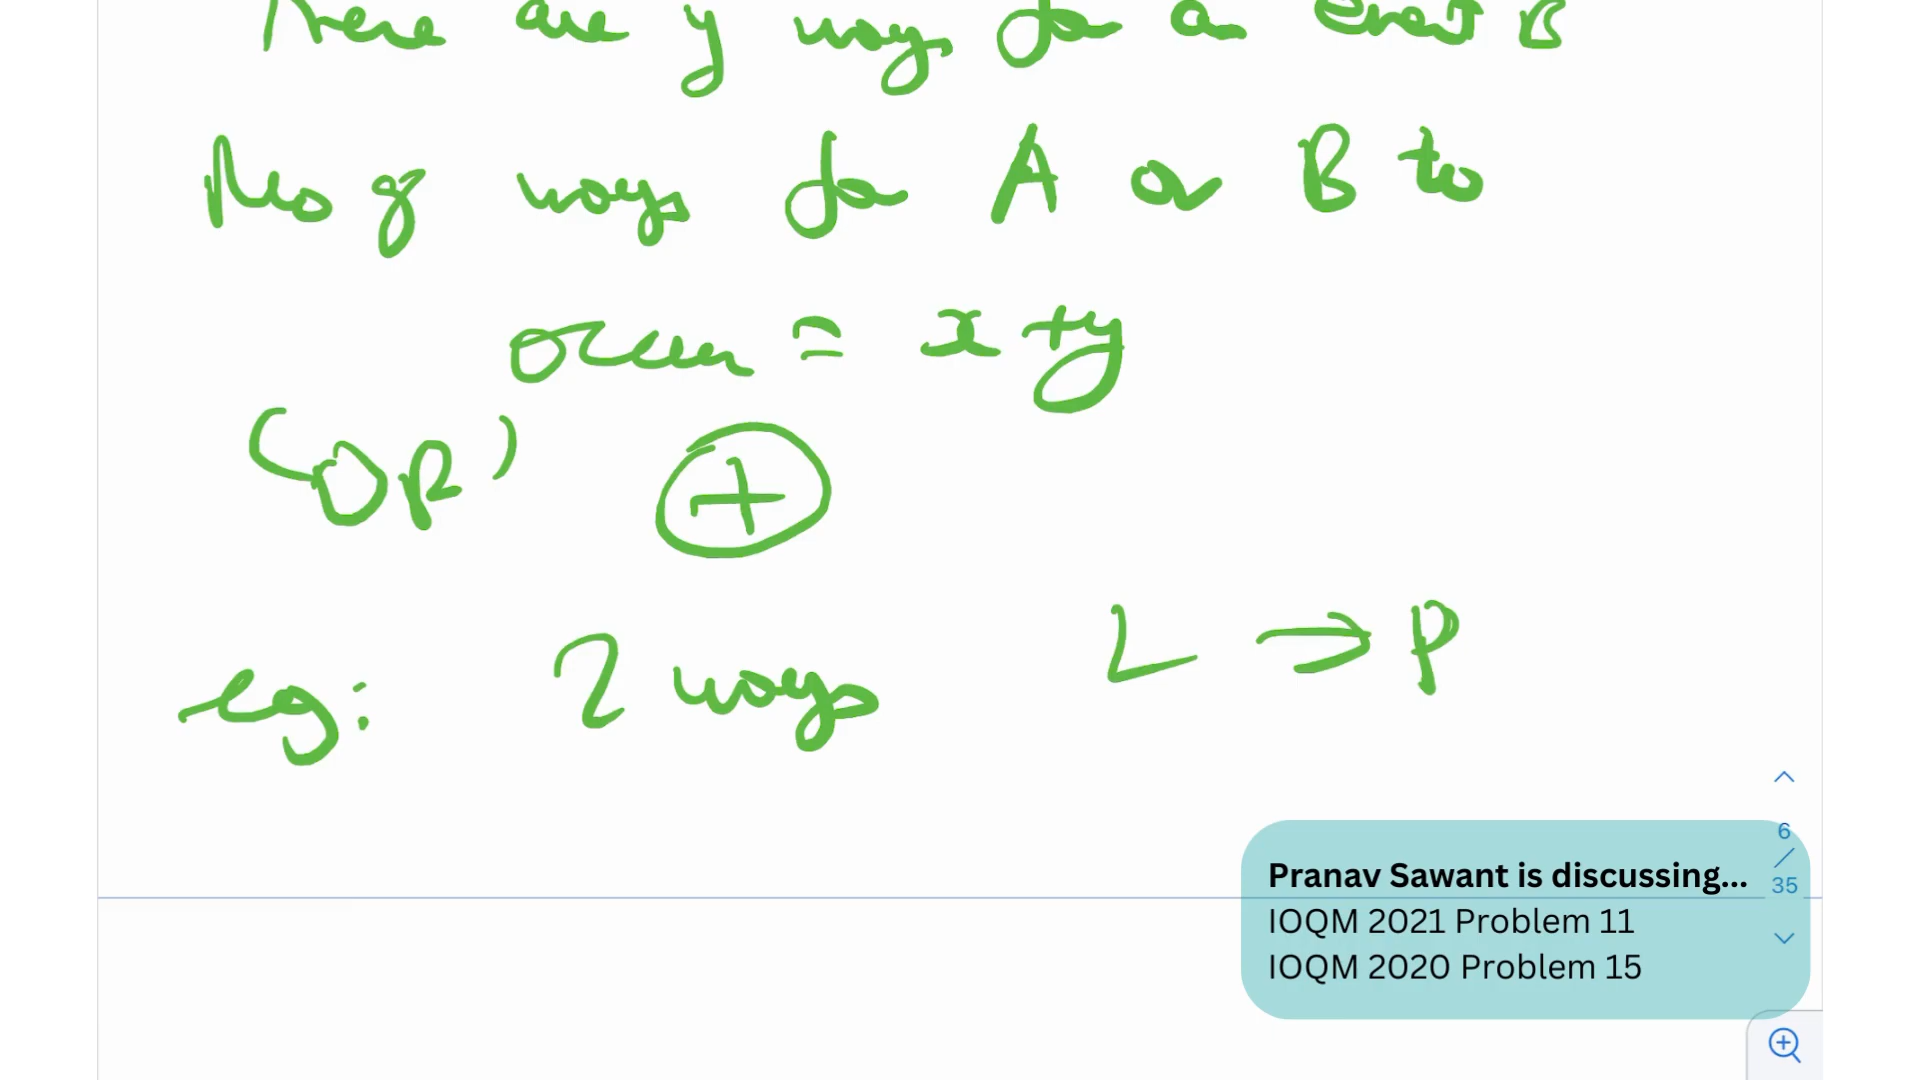 There are y ways for an event B
No of ways for A or B to
occur = x + y
(OR) +
eg: 2 ways L → P
6
/
35
Pranav Sawant is discussing...
IOQM 2021 Problem 11
IOQM 2020 Problem 15